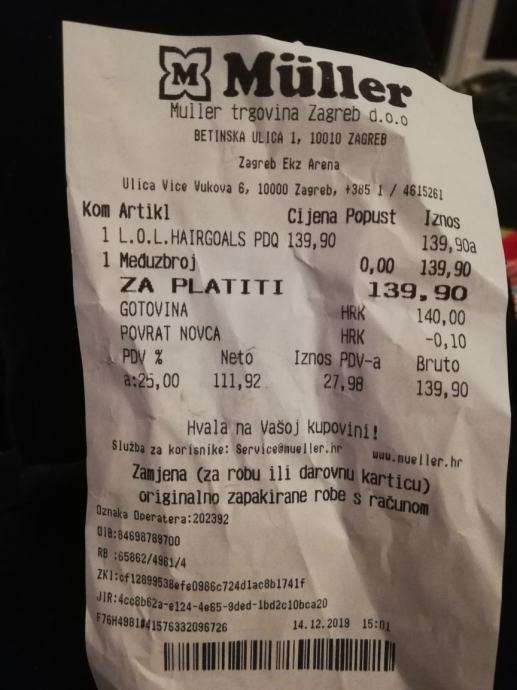 M Müller
Muller trgovina Zagreb d.o.o
BETINSKA ULICA 1, 10010 ZAGREB
Zagreb Ekz Arena
Ulica Vice Vukova 6, 10000 Zagreb, +385 1 / 4615261
Kom Artikl Cijena Popust Iznos
1 L.O.L.HAIRGOALS PDQ 139,90 139,90a
1 Međuzbroj 0,00 139,90
ZA PLATITI 139,90
GOTOVINA HRK 140,00
POVRAT NOVCA HRK -0,10
PDV % Neto Iznos PDV-a Bruto
a:25,00 111,92 27,98 139,90
Hvala na Vašoj kupovini!
Služba za korisnike: Service@mueller.hr www.mueller.hr
Zamjena (za robu ili darovnu karticu)
originalno zapakirane robe s računom
Oznaka Operatera:202392
OIB:84698789700
RB :65862/4981/4
ZKI:cf12899538efe0986c724d1ac8b1741f
JIR:4cc8b62a-e124-4e65-9ded-1bd2c10bca20
F76H4981#41576332096726 14.12.2019 15:01